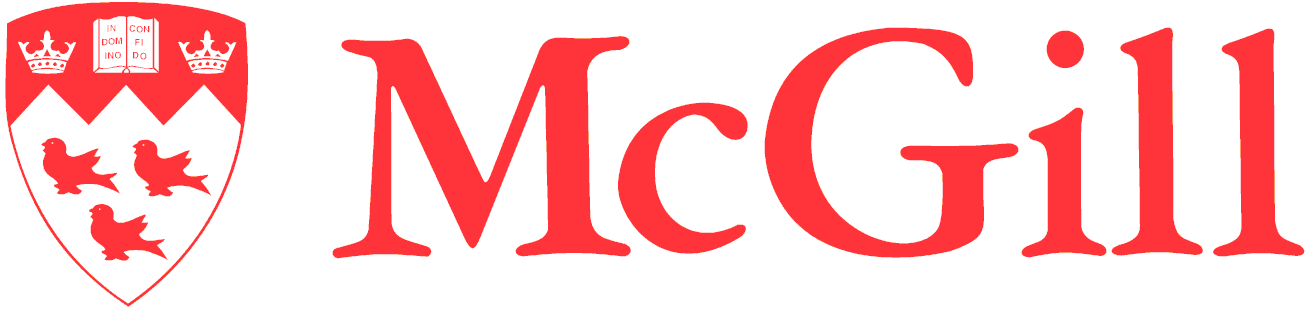 IN CON
DOM FI
INO DO
McGill